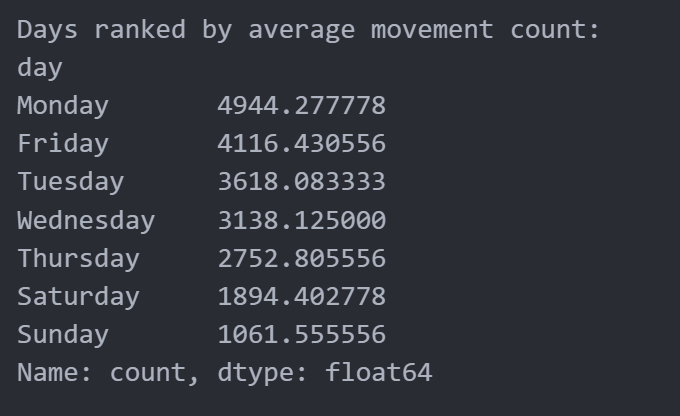 Days ranked by average movement count:
day
Monday       4944.277778
Friday       4116.430556
Tuesday      3618.083333
Wednesday    3138.125000
Thursday     2752.805556
Saturday     1894.402778
Sunday       1061.555556
Name: count, dtype: float64